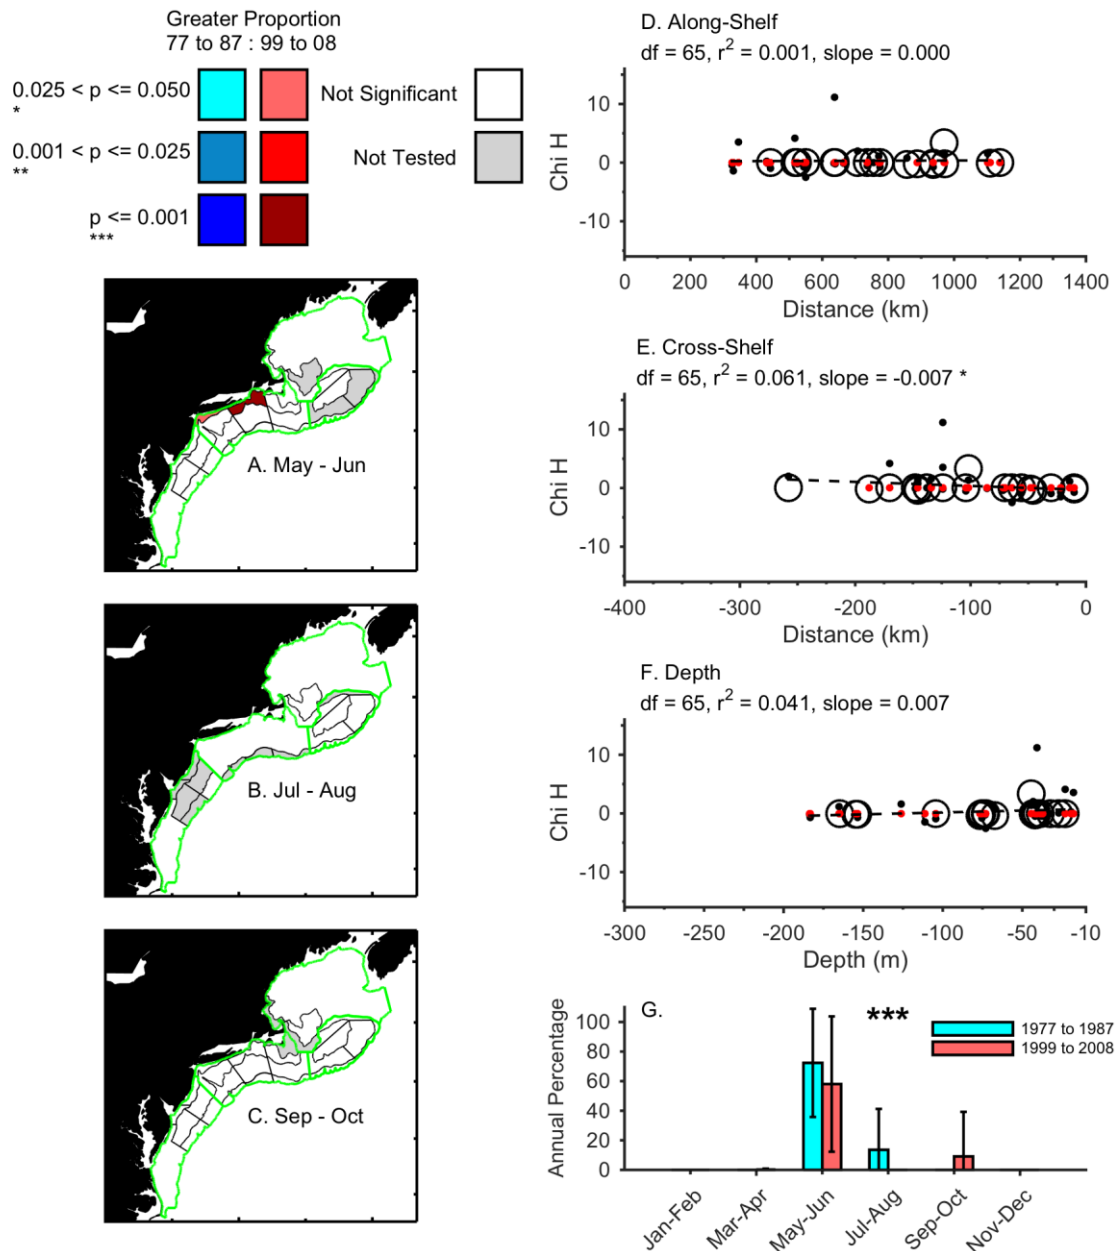 Greater Proportion
77 to 87 : 99 to 08
0.025 < p <= 0.050
*
Not Significant
0.001 < p <= 0.025
**
Not Tested
p <= 0.001
***
A. May - Jun
B. Jul - Aug
C. Sep - Oct
D. Along-Shelf
df = 65, r² = 0.001, slope = 0.000
Chi H
10
0
-10
0 200 400 600 800 1000 1200 1400
Distance (km)
E. Cross-Shelf
df = 65, r² = 0.061, slope = -0.007 *
Chi H
10
0
-10
-400 -300 -200 -100 0
Distance (km)
F. Depth
df = 65, r² = 0.041, slope = 0.007
Chi H
10
0
-10
-300 -250 -200 -150 -100 -50 -10
Depth (m)
G.
***
1977 to 1987
1999 to 2008
Annual Percentage
100
80
60
40
20
0
Jan-Feb
Mar-Apr
May-Jun
Jul-Aug
Sep-Oct
Nov-Dec